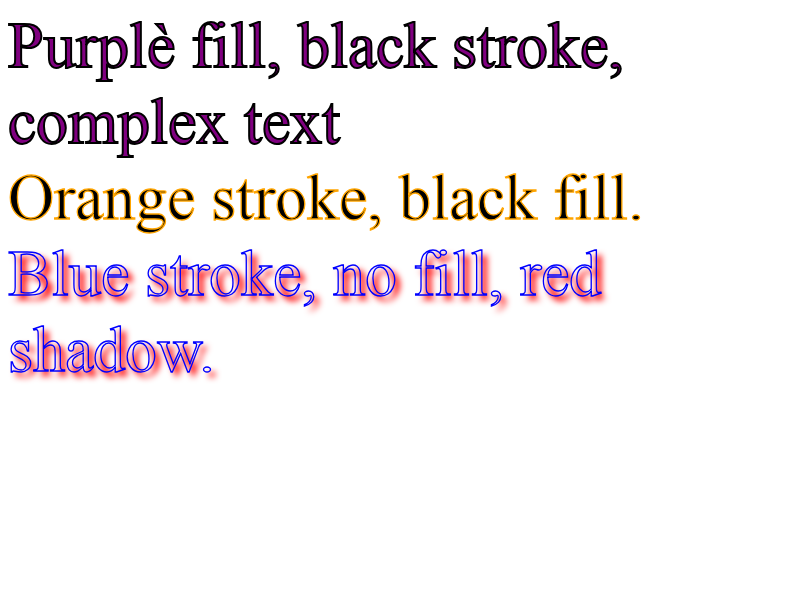 Purplè fill, black stroke,
complex text
Orange stroke, black fill.
Blue stroke, no fill, red
shadow.